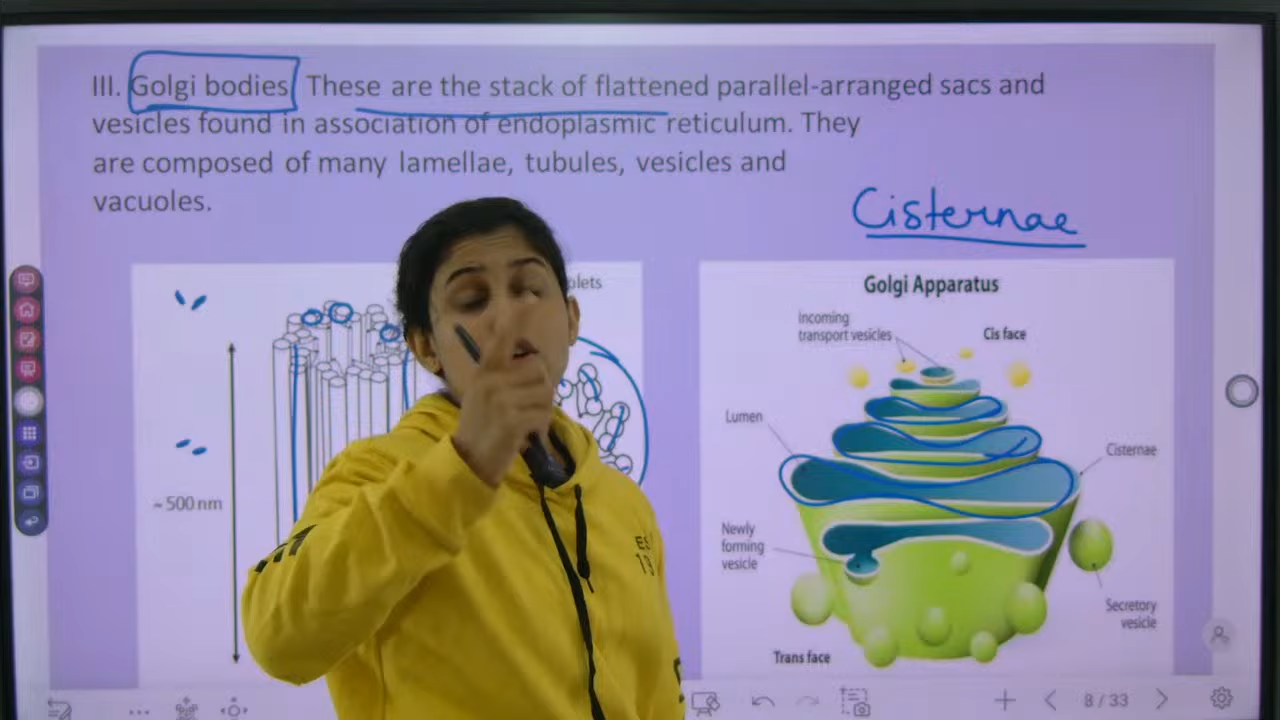 III. Golgi bodies These are the stack of flattened parallel-arranged sacs and
vesicles found in association of endoplasmic reticulum. They
are composed of many lamellae, tubules, vesicles and
vacuoles.
Cisternae
~ 500 nm
Golgi Apparatus
Incoming
transport vesicles
Cis face
Lumen
Cisternae
Newly
forming
vesicle
Secretory
vesicle
Trans face
8 / 33